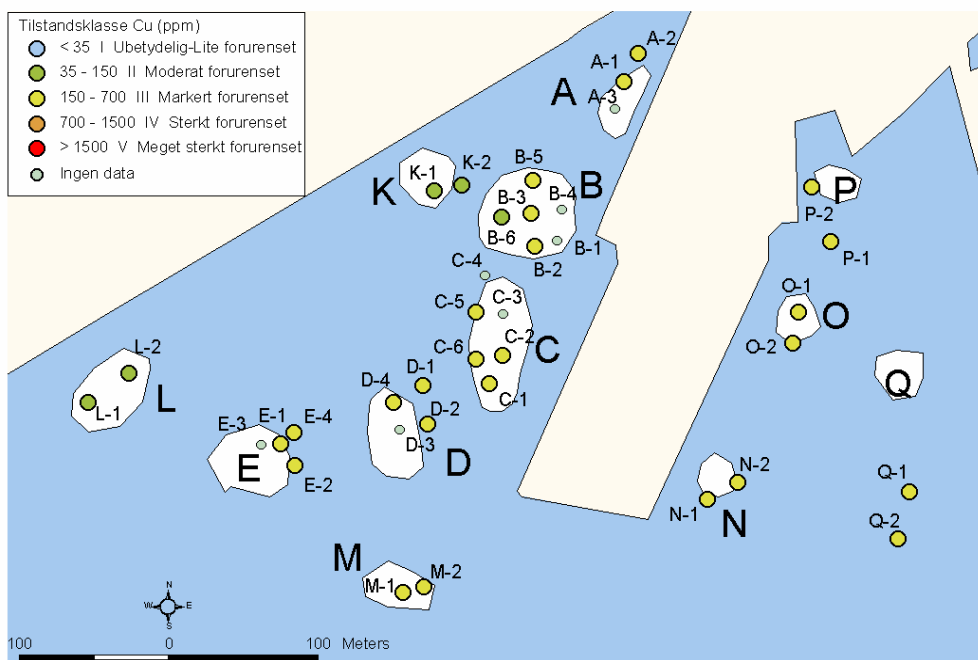 Tilstandsklasse Cu (ppm)
< 35 I Ubetydelig-Lite forurenset
35 - 150 II Moderat forurenset
150 - 700 III Markert forurenset
700 - 1500 IV Sterkt forurenset
> 1500 V Meget sterkt forurenset
Ingen data
A-2
A-1
A
A-3
K-2
K-1
K
B-5
B
B-3
B-4
B-6
B-1
B-2
P
P-2
P-1
C-4
C-5
C-3
C-2
C
C-6
C-1
O-1
O
O-2
Q
L-2
L
L-1
D-1
D-4
D-2
D-3
D
E-1
E-4
E-3
E
E-2
N-2
N-1
N
Q-1
Q-2
M
M-2
M-1
N
W
E
S
100 0 100 Meters